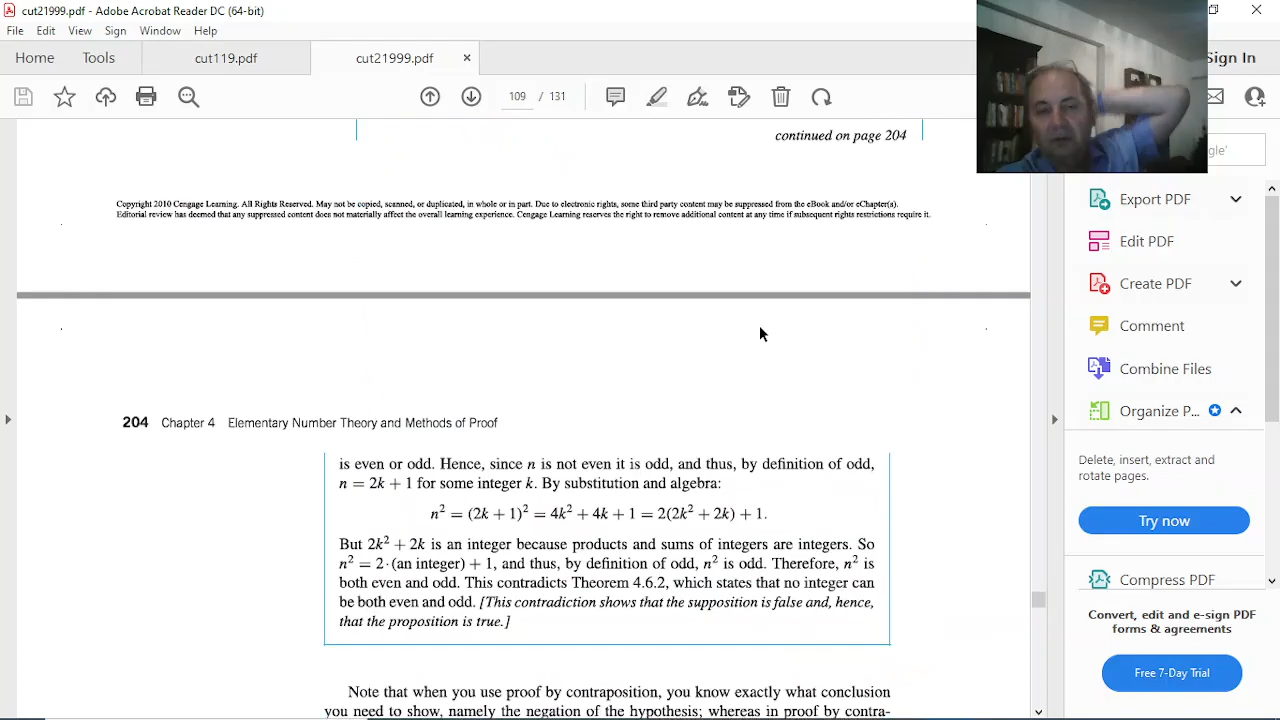 cut21999.pdf - Adobe Acrobat Reader DC (64-bit)
File Edit View Sign Window Help
Home Tools cut119.pdf cut21999.pdf × Sign In
109 / 131
gle'
continued on page 204
Copyright 2010 Cengage Learning. All Rights Reserved. May not be copied, scanned, or duplicated, in whole or in part. Due to electronic rights, some third party content may be suppressed from the eBook and/or eChapter(s).
Editorial review has deemed that any suppressed content does not materially affect the overall learning experience. Cengage Learning reserves the right to remove additional content at any time if subsequent rights restrictions require it.
204 Chapter 4 Elementary Number Theory and Methods of Proof
is even or odd. Hence, since n is not even it is odd, and thus, by definition of odd,
n = 2k + 1 for some integer k. By substitution and algebra:
n² = (2k + 1)² = 4k² + 4k + 1 = 2(2k² + 2k) + 1.
But 2k² + 2k is an integer because products and sums of integers are integers. So
n² = 2·(an integer) + 1, and thus, by definition of odd, n² is odd. Therefore, n² is
both even and odd. This contradicts Theorem 4.6.2, which states that no integer can
be both even and odd. [This contradiction shows that the supposition is false and, hence,
that the proposition is true.]
Note that when you use proof by contraposition, you know exactly what conclusion
you need to show, namely the negation of the hypothesis; whereas in proof by contra-
Export PDF
Edit PDF
Create PDF
Comment
Combine Files
Organize P...
Delete, insert, extract and
rotate pages.
Try now
Compress PDF
Convert, edit and e-sign PDF
forms & agreements
Free 7-Day Trial